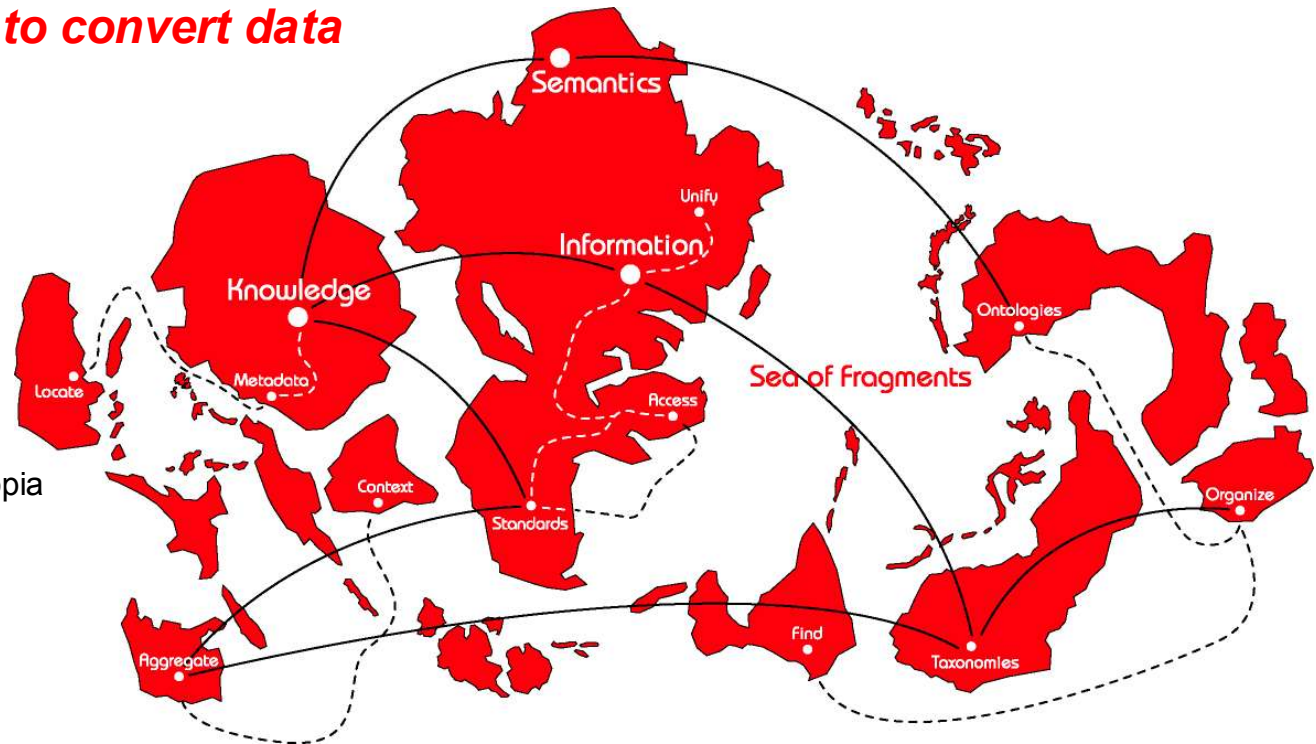 to convert data
Semantics
Unify
Information
Knowledge
Ontologies
Sea of Fragments
Metadata
Locate
Access
Context
opia
Organize
Standards
Find
Aggregate
Taxonomies